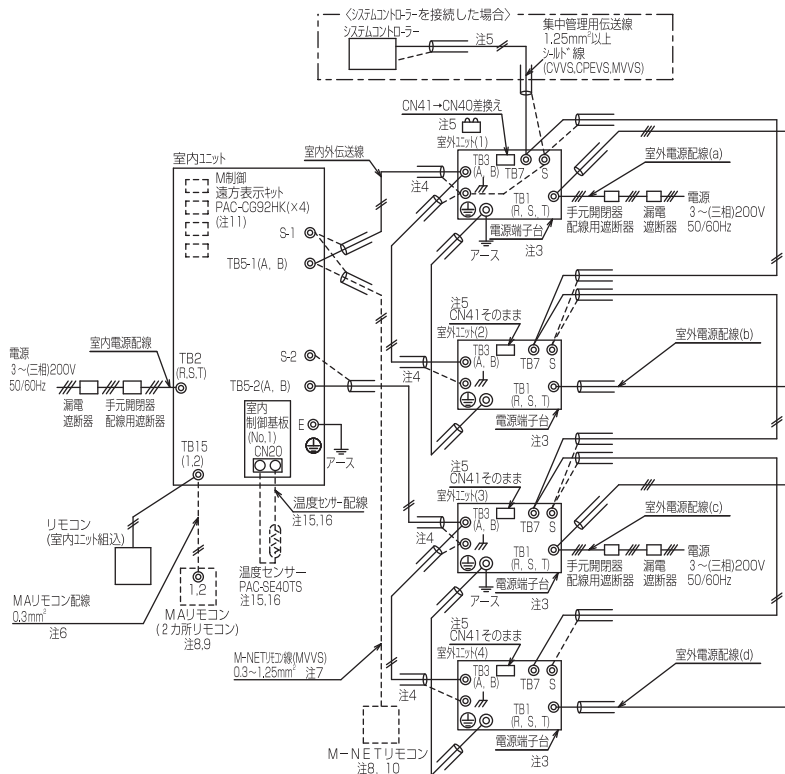 〈システムコントローラーを接続した場合〉
システムコントローラー
注5
集中管理用伝送線
1.25mm²以上
シールド線
(CVVS,CPEVS,MVVS)
CN41→CN40差換え
注5
室外ユニット(1)
TB3
(A, B)
TB7
S
TB1
(R, S, T)
電源端子台
注3
アース
注4
室内外伝送線
室外電源配線(a)
手元開閉器
配線用遮断器
漏電
遮断器
電源
3～(三相)200V
50/60Hz
室内ユニット
M制御
遠方表示キット
PAC-CG92HK(×4)
(注11)
S-1
TB5-1(A, B)
S-2
TB5-2(A, B)
室内
制御基板
(No.1)
CN20
E
アース
電源
3～(三相)200V
50/60Hz
室内電源配線
TB2
(R,S,T)
漏電
遮断器
手元開閉器
配線用遮断器
TB15
(1,2)
リモコン
(室内ユニット組込)
MAリモコン配線
0.3mm²
注6
1,2
MAリモコン
(2カ所リモコン)
注8,9
温度センサー配線
注15,16
温度センサー
PAC-SE40TS
注15,16
M-NETリモコン線(MVVS)
0.3～1.25mm² 注7
M-NETリモコン
注8, 10
注5
CN41そのまま
室外ユニット(2)
TB3
(A, B)
TB7
S
TB1
(R, S, T)
電源端子台
注3
注4
室外電源配線(b)
注5
CN41そのまま
室外ユニット(3)
TB3
(A, B)
TB7
S
TB1
(R, S, T)
電源端子台
注3
アース
注4
室外電源配線(c)
手元開閉器
配線用遮断器
漏電
遮断器
電源
3～(三相)200V
50/60Hz
注5
CN41そのまま
室外ユニット(4)
TB3
(A, B)
TB7
S
TB1
(R, S, T)
電源端子台
注3
注4
室外電源配線(d)